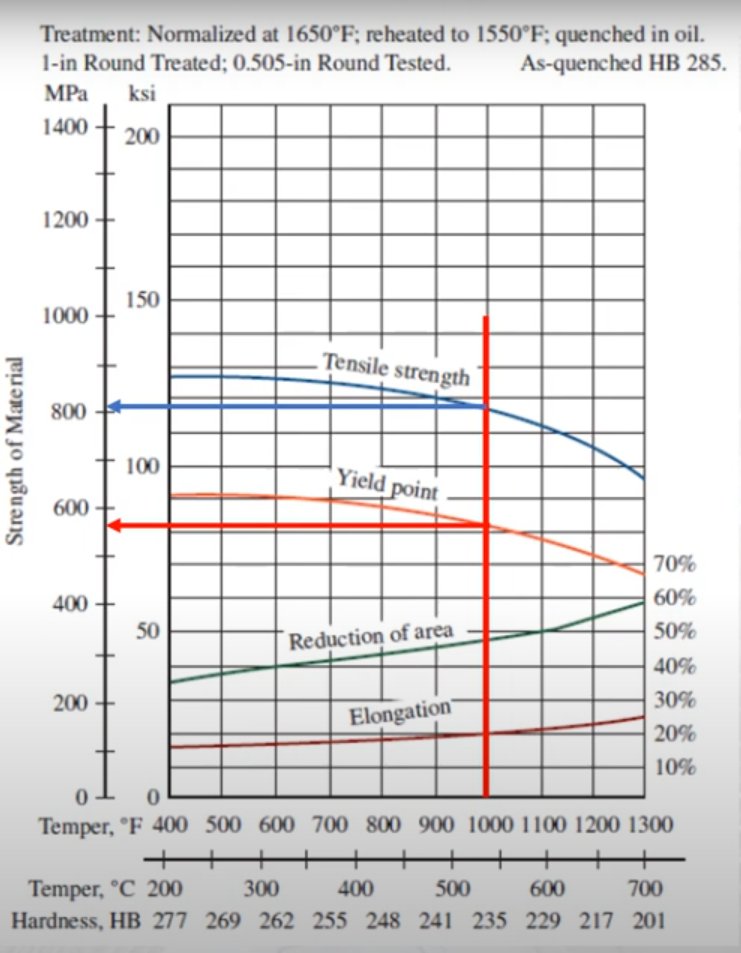 Treatment: Normalized at 1650°F; reheated to 1550°F; quenched in oil.
1-in Round Treated; 0.505-in Round Tested. As-quenched HB 285.
MPa ksi
1400
200
1200
150
1000
Tensile strength
800
100
Yield point
600
Strength of Material
70%
400
60%
50
50%
Reduction of area
40%
30%
200
Elongation
20%
10%
0 0
Temper, °F 400 500 600 700 800 900 1000 1100 1200 1300
Temper, °C 200 300 400 500 600 700
Hardness, HB 277 269 262 255 248 241 235 229 217 201